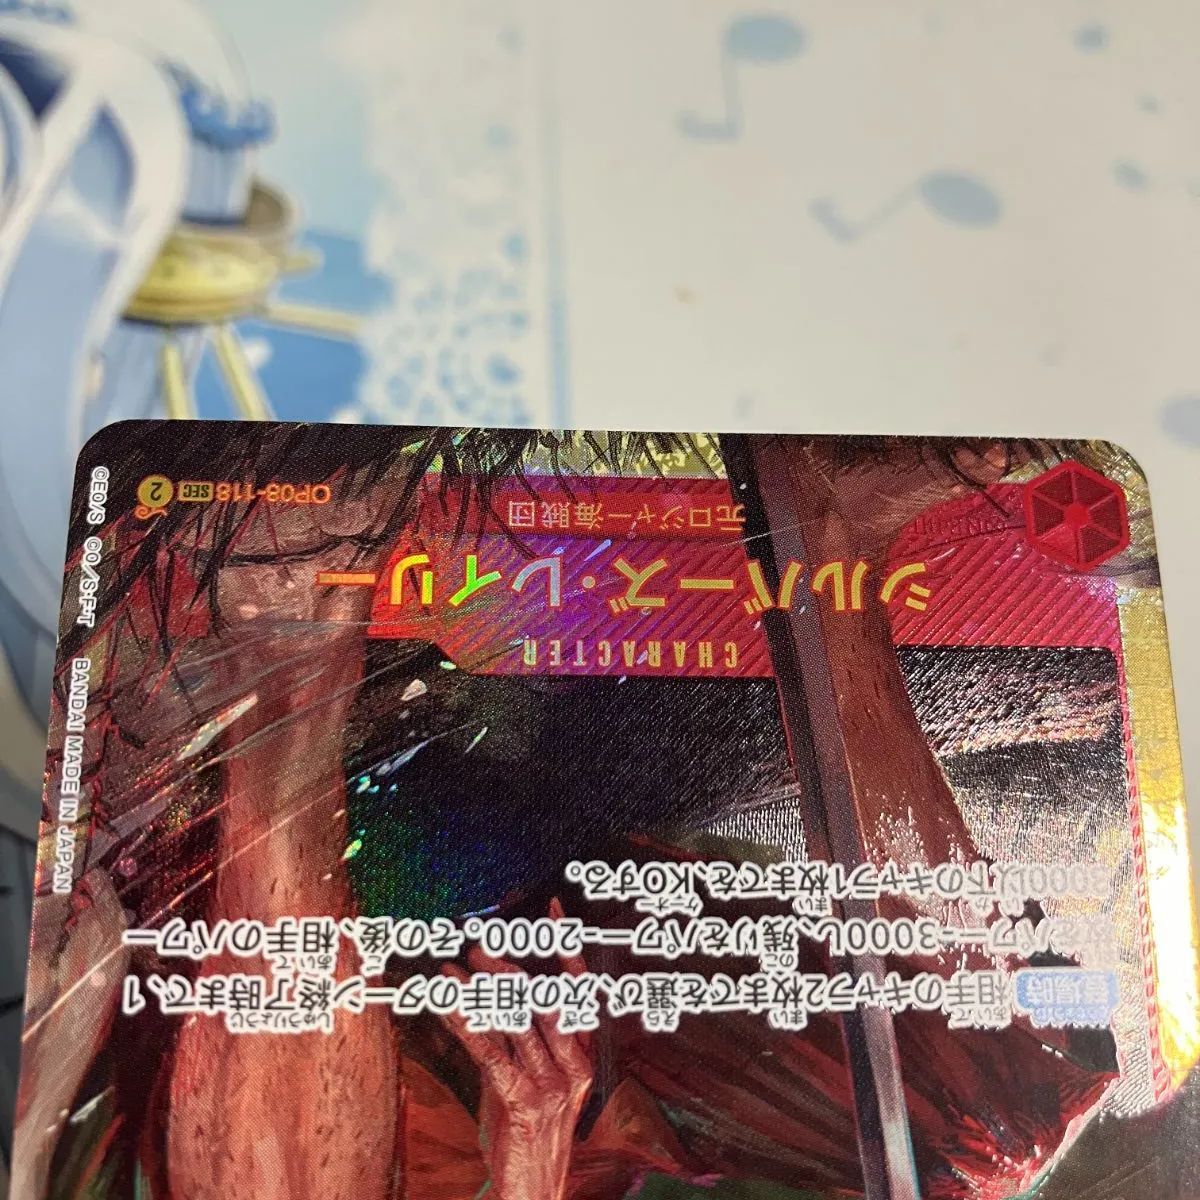 登場時 相手のキャラ2枚までを選び、次の相手のターン終了時まで、1
枚をパワー-3000し、残りをパワー-2000。その後、相手のパワー
3000以下のキャラ1枚までを、KOする。
CHARACTER
シルバーズ・レイリー
元ロジャー海賊団
OP08-118 SEC 2
©EO/S ©O/S・F・T BANDAI MADE IN JAPAN